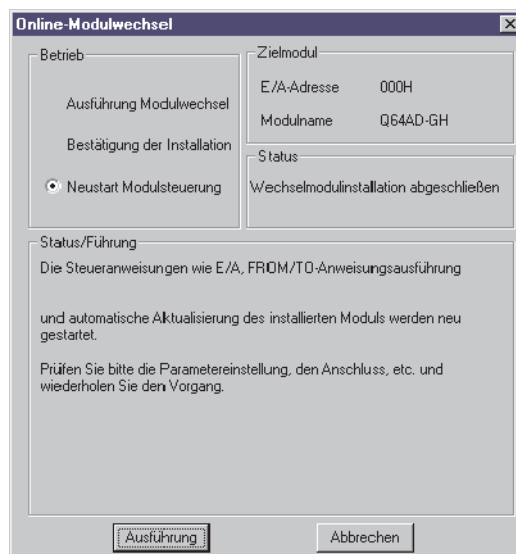 Online-Modulwechsel
Betrieb
Ausführung Modulwechsel
Bestätigung der Installation
Neustart Modulsteuerung
Zielmodul
E/A-Adresse 000H
Modulname Q64AD-GH
Status
Wechselmodulinstallation abgeschließen
Status/Führung
Die Steueranweisungen wie E/A, FROM/TO-Anweisungsausführung
und automatische Aktualisierung des installierten Moduls werden neu
gestartet.
Prüfen Sie bitte die Parametereinstellung, den Anschluss, etc. und
wiederholen Sie den Vorgang.
Ausführung
Abbrechen